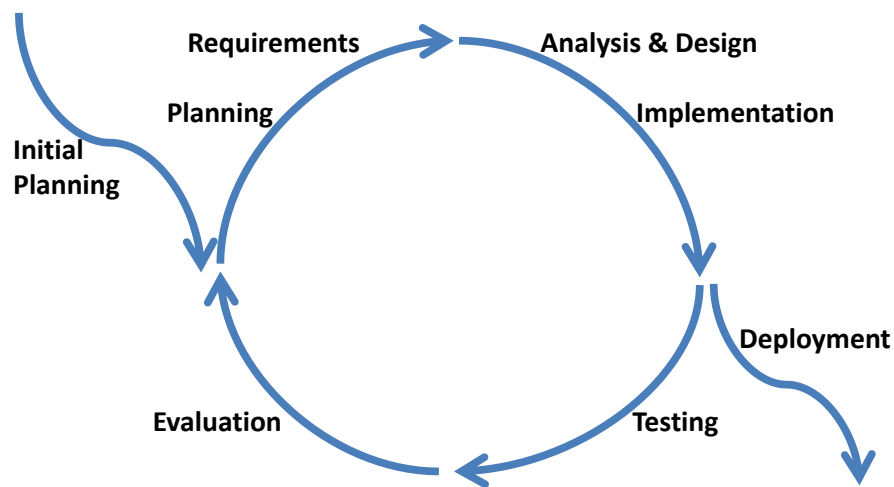 Requirements
Analysis & Design
Planning
Implementation
Initial
Planning
Deployment
Evaluation
Testing